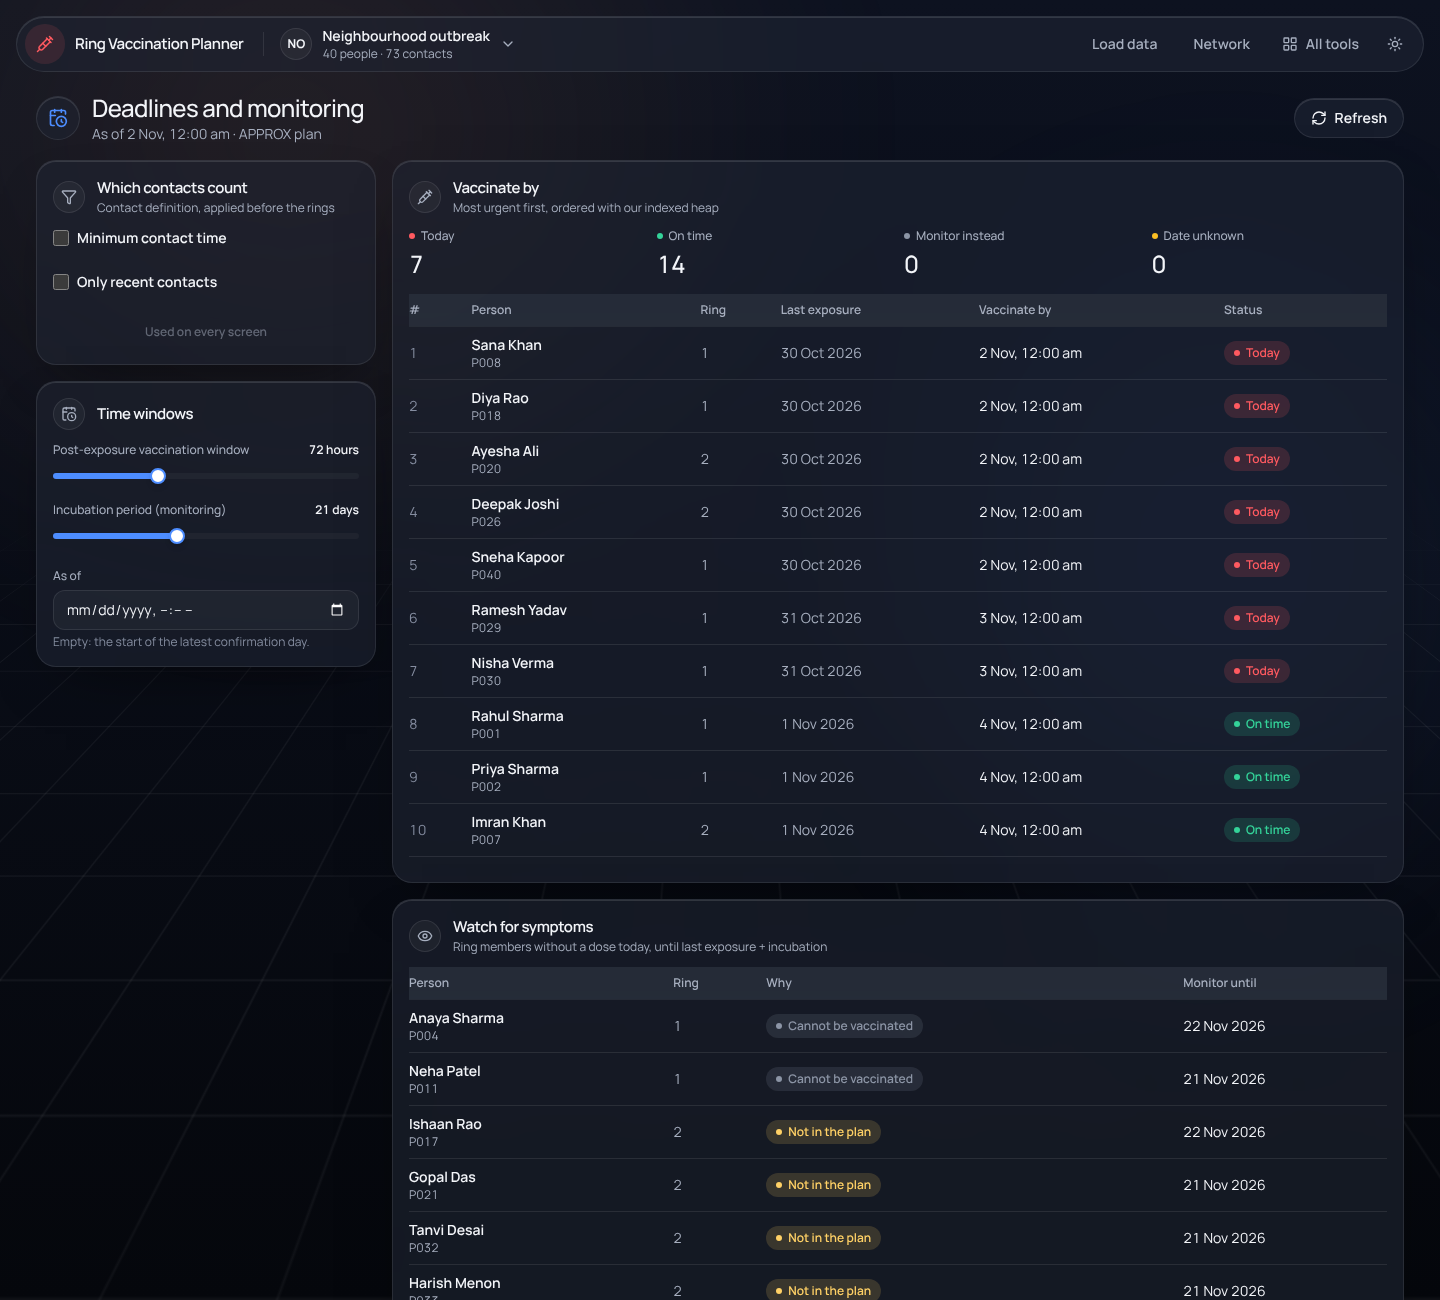 Ring Vaccination Planner
NO
Neighbourhood outbreak
40 people · 73 contacts
Load data
Network
All tools
Deadlines and monitoring
As of 2 Nov, 12:00 am · APPROX plan
Refresh
Which contacts count
Contact definition, applied before the rings
Minimum contact time
Only recent contacts
Used on every screen
Time windows
Post-exposure vaccination window 72 hours
Incubation period (monitoring) 21 days
As of
mm/dd/yyyy, --:-- --
Empty: the start of the latest confirmation day.
Vaccinate by
Most urgent first, ordered with our indexed heap
Today On time Monitor instead Date unknown
7 14 0 0
# Person Ring Last exposure Vaccinate by Status
1 Sana Khan 1 30 Oct 2026 2 Nov, 12:00 am Today
P008
2 Diya Rao 1 30 Oct 2026 2 Nov, 12:00 am Today
P018
3 Ayesha Ali 2 30 Oct 2026 2 Nov, 12:00 am Today
P020
4 Deepak Joshi 2 30 Oct 2026 2 Nov, 12:00 am Today
P026
5 Sneha Kapoor 1 30 Oct 2026 2 Nov, 12:00 am Today
P040
6 Ramesh Yadav 1 31 Oct 2026 3 Nov, 12:00 am Today
P029
7 Nisha Verma 1 31 Oct 2026 3 Nov, 12:00 am Today
P030
8 Rahul Sharma 1 1 Nov 2026 4 Nov, 12:00 am On time
P001
9 Priya Sharma 1 1 Nov 2026 4 Nov, 12:00 am On time
P002
10 Imran Khan 2 1 Nov 2026 4 Nov, 12:00 am On time
P007
Watch for symptoms
Ring members without a dose today, until last exposure + incubation
Person Ring Why Monitor until
Anaya Sharma 1 Cannot be vaccinated 22 Nov 2026
P004
Neha Patel 1 Cannot be vaccinated 21 Nov 2026
P011
Ishaan Rao 2 Not in the plan 22 Nov 2026
P017
Gopal Das 2 Not in the plan 21 Nov 2026
P021
Tanvi Desai 2 Not in the plan 21 Nov 2026
P032
Harish Menon 2 Not in the plan 21 Nov 2026